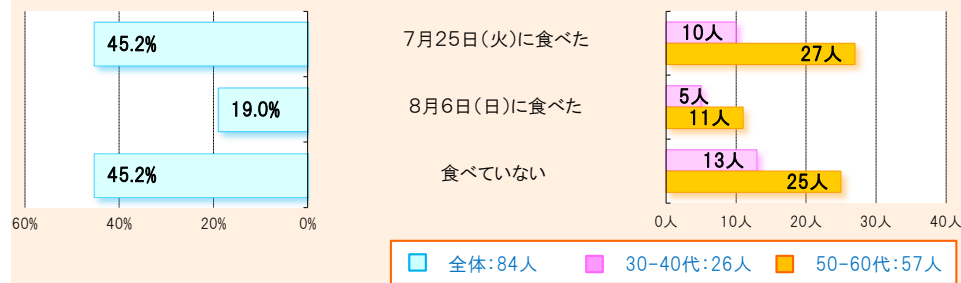 45.2%
7月25日(火)に食べた
10人
27人
19.0%
8月6日(日)に食べた
5人
11人
45.2%
食べていない
13人
25人
60% 40% 20% 0%
0人 10人 20人 30人 40人
全体:84人 30-40代:26人 50-60代:57人